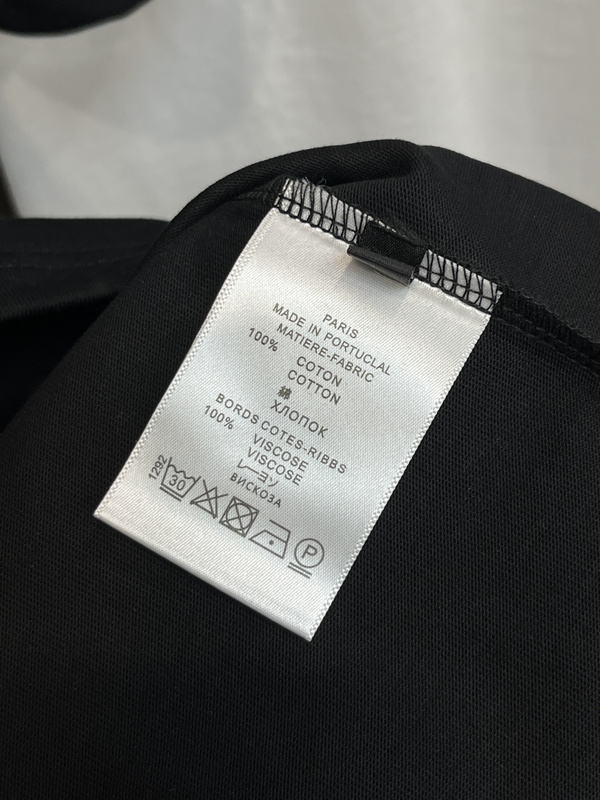 PARIS
MADE IN PORTUCLAL
MATIERE-FABRIC
100% COTON
COTTON
綿
ХЛОПОК
BORDS COTES-RIBBS
100% VISCOSE
VISCOSE
レーヨン
ВИСКОЗА
1292
30
P